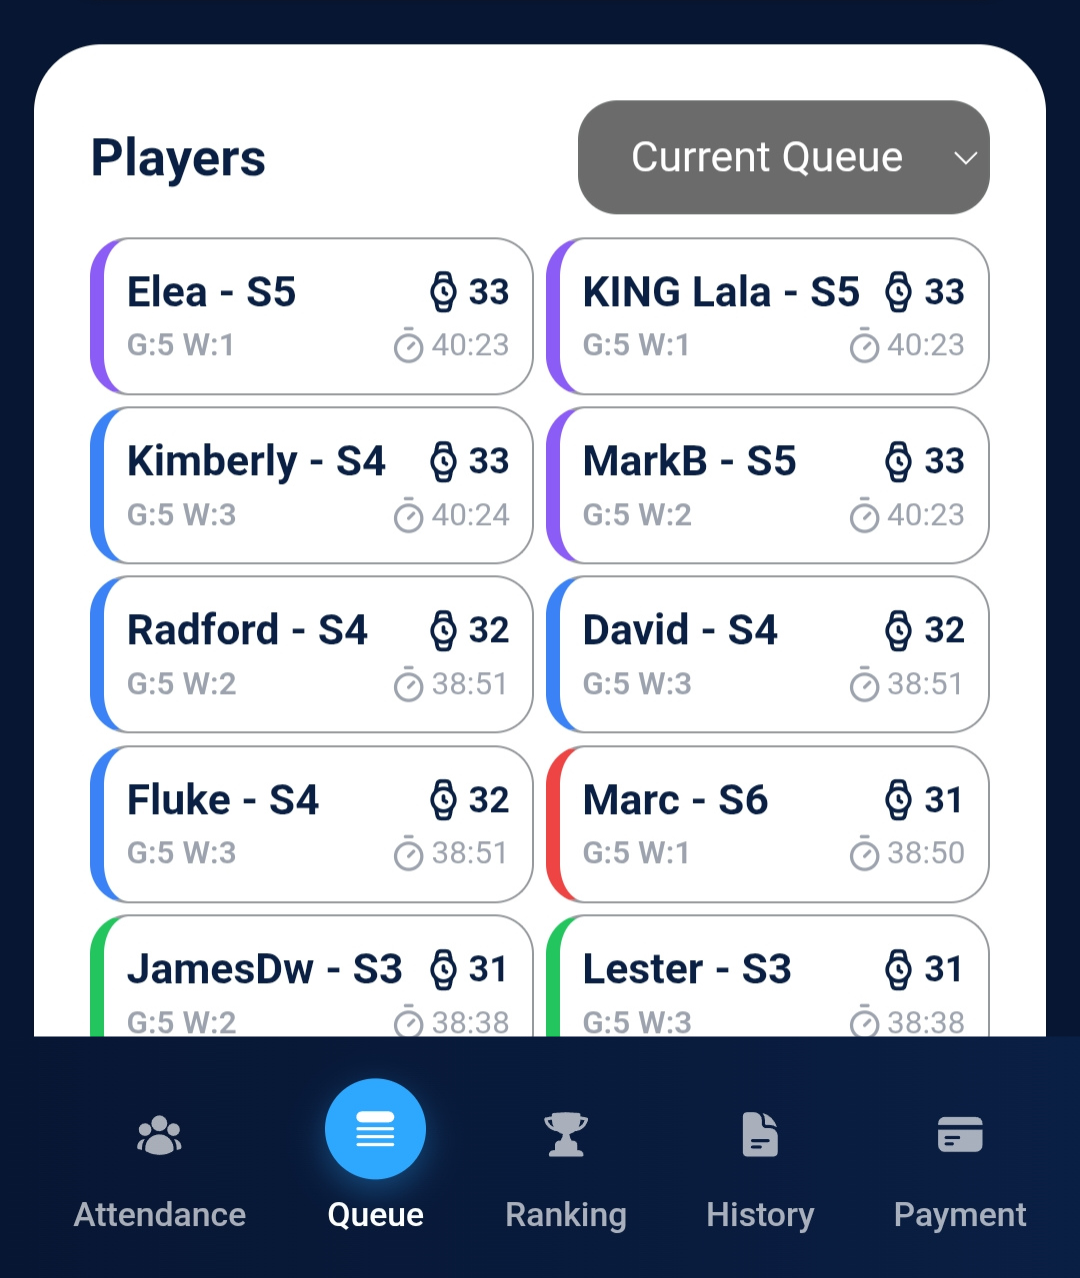 Players
Current Queue
Elea - S5 33
G:5 W:1 40:23
KING Lala - S5 33
G:5 W:1 40:23
Kimberly - S4 33
G:5 W:3 40:24
MarkB - S5 33
G:5 W:2 40:23
Radford - S4 32
G:5 W:2 38:51
David - S4 32
G:5 W:3 38:51
Fluke - S4 32
G:5 W:3 38:51
Marc - S6 31
G:5 W:1 38:50
JamesDw - S3 31
G:5 W:2 38:38
Lester - S3 31
G:5 W:3 38:38
Attendance
Queue
Ranking
History
Payment